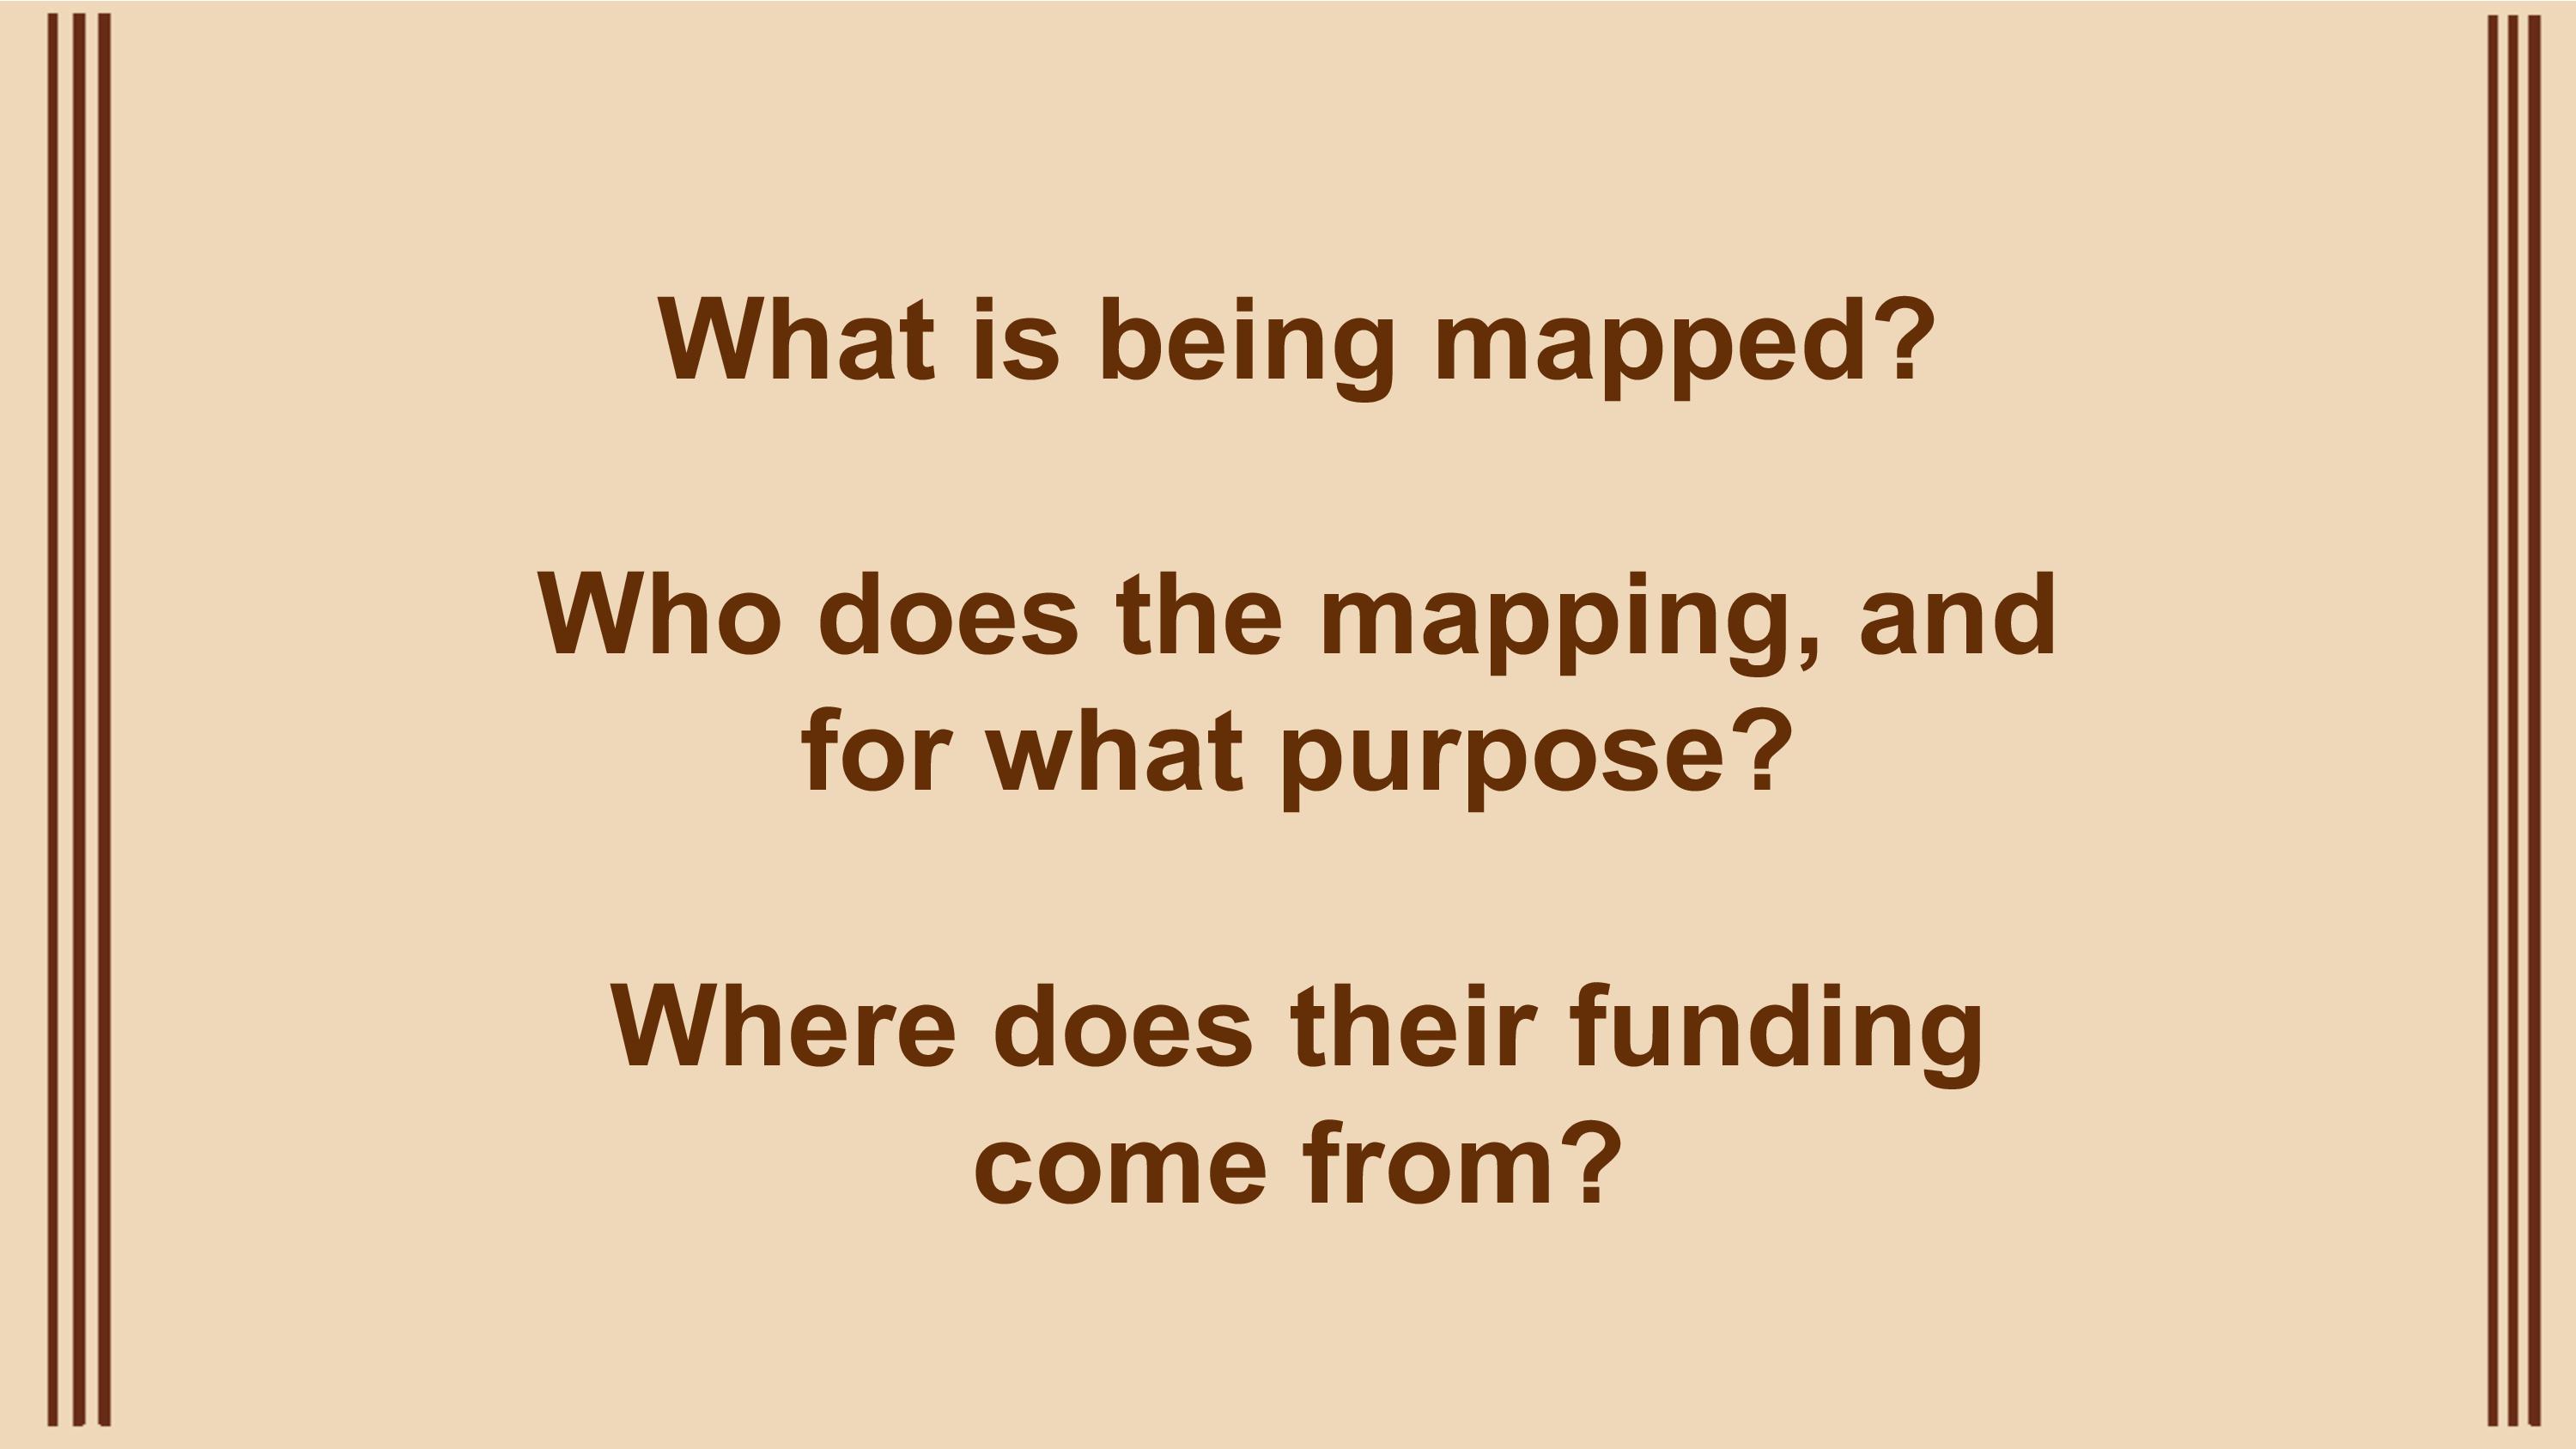 What is being mapped?
Who does the mapping, and
for what purpose?
Where does their funding
come from?